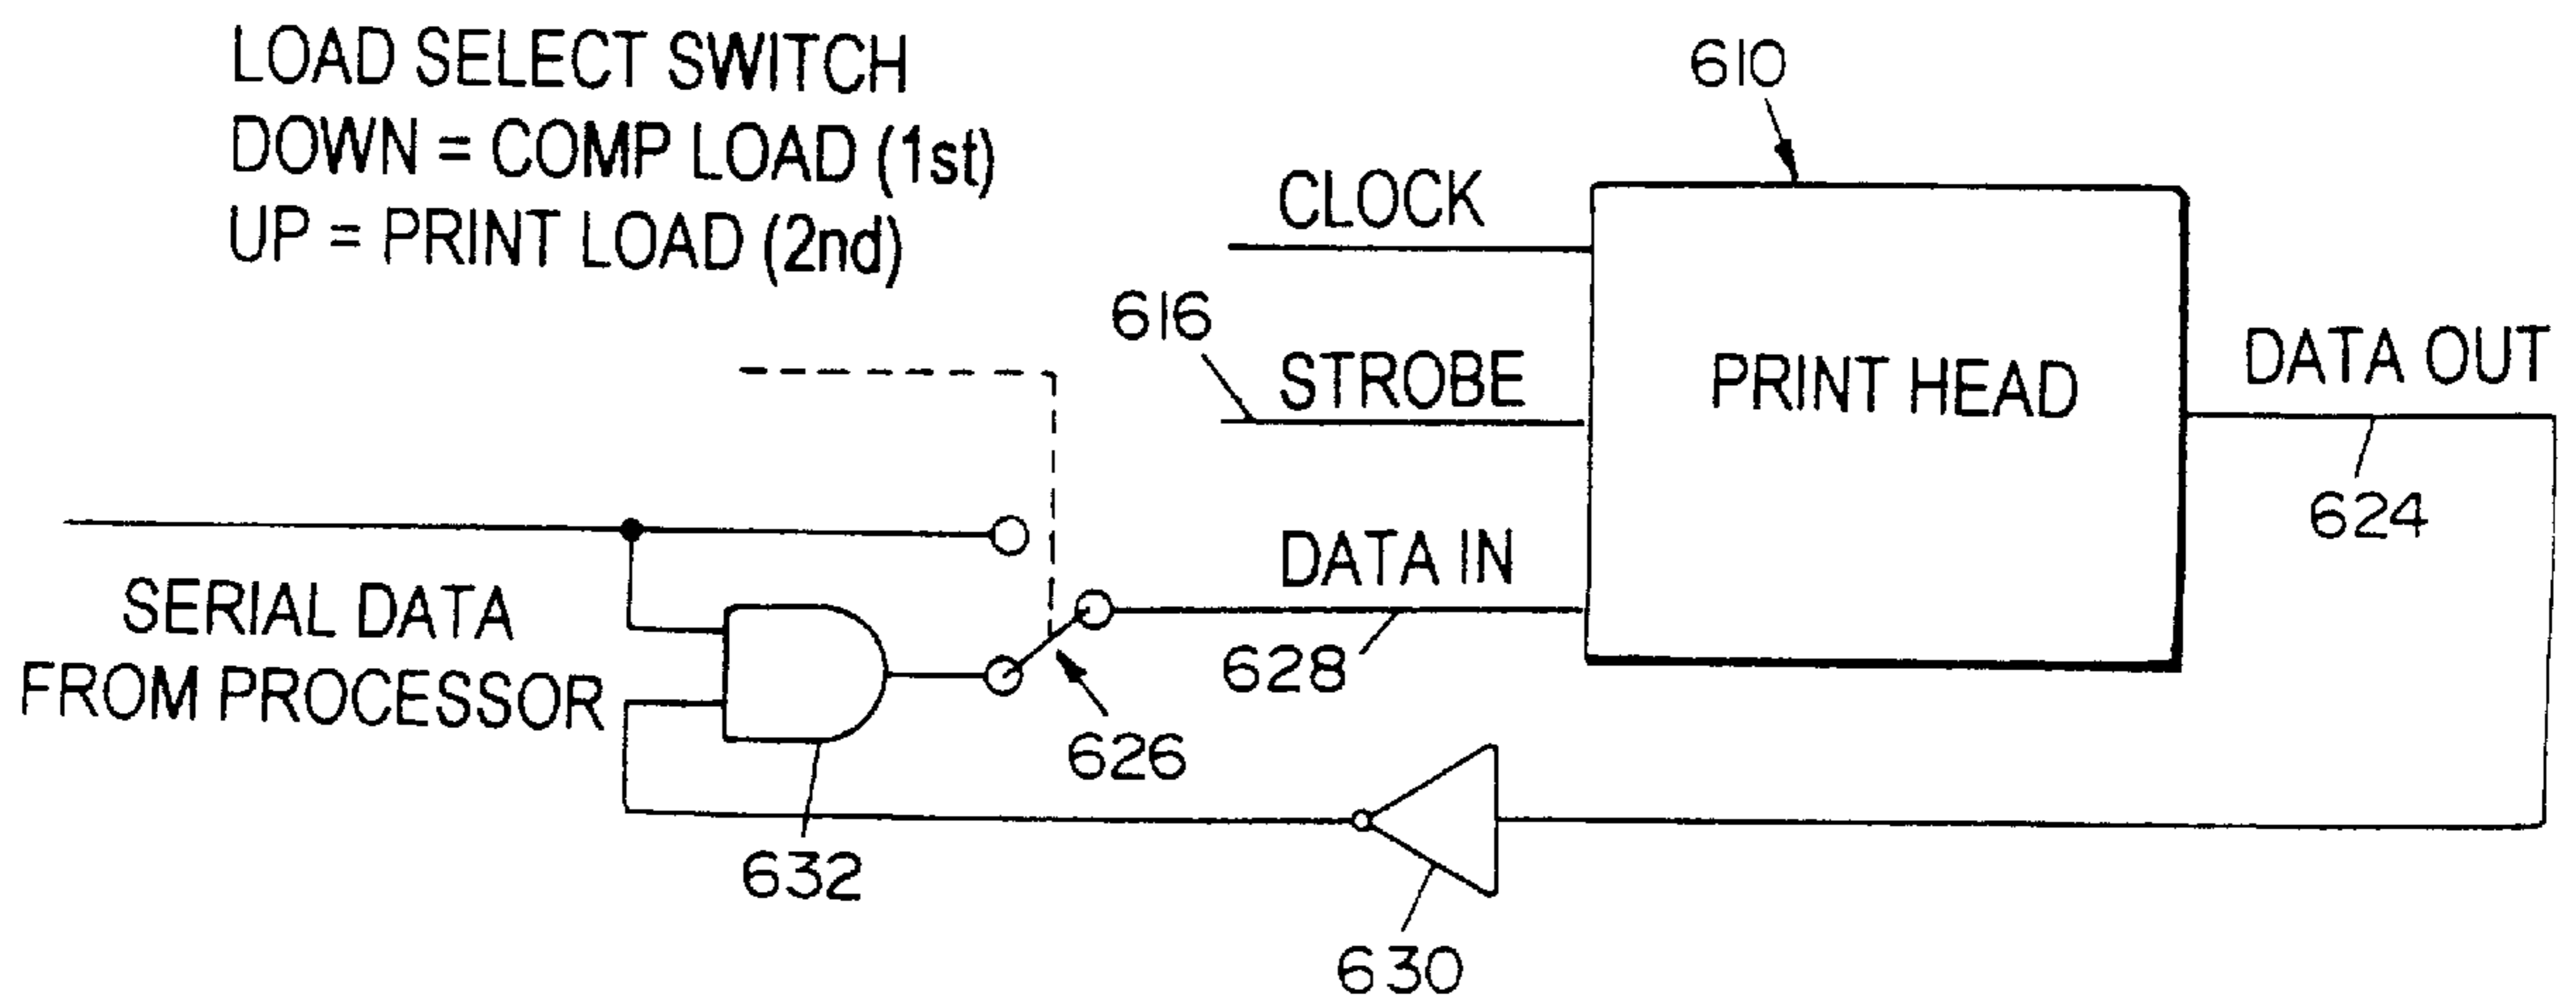 LOAD SELECT SWITCH
DOWN = COMP LOAD (1st)
UP = PRINT LOAD (2nd)
610
CLOCK
616
STROBE
PRINT HEAD
DATA OUT
624
SERIAL DATA
FROM PROCESSOR
DATA IN
628
626
632
630